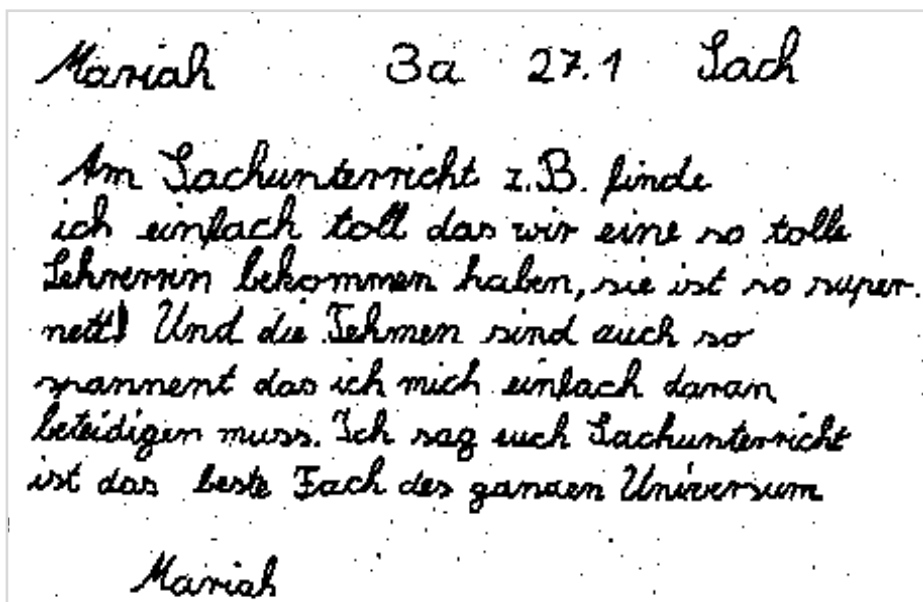 Mariah 3a 27.1 Sach
Am Sachunterricht z.B. finde
ich einfach toll das wir eine so tolle
Lehrerrin bekommen haben, sie ist so super.
nett! Und die Tehmen sind auch so
spannent das ich mich einfach daran
beteidigen muss. Ich sag euch Sachunterricht
ist das beste Fach des ganzen Universum
Mariah